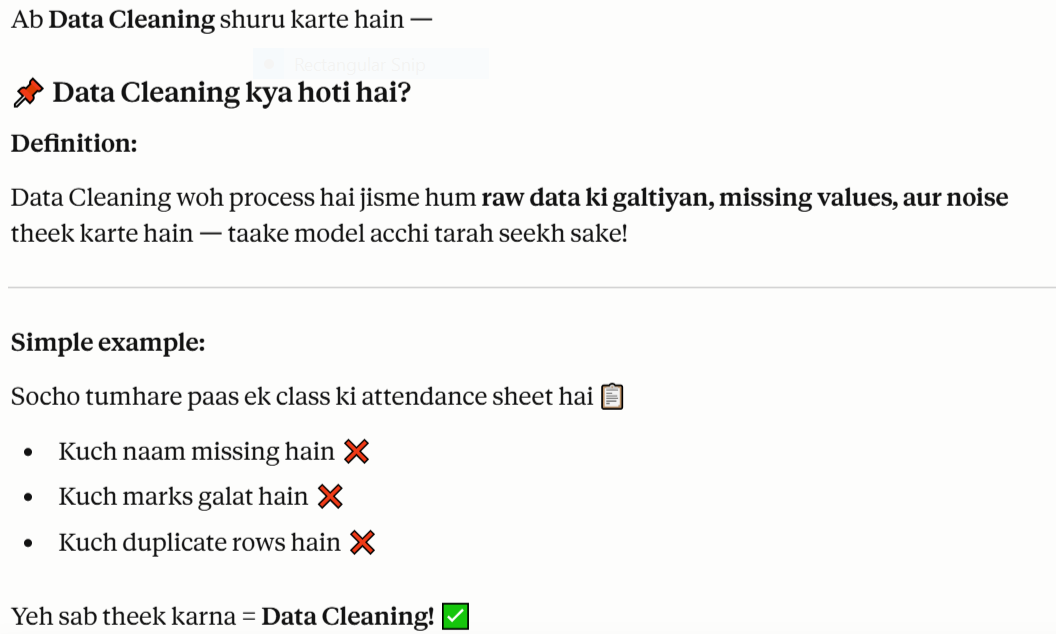 Ab Data Cleaning shuru karte hain —
Rectangular Snip
📌 Data Cleaning kya hoti hai?
Definition:
Data Cleaning woh process hai jisme hum raw data ki galtiyan, missing values, aur noise
theek karte hain — taake model acchi tarah seekh sake!
Simple example:
Socho tumhare paas ek class ki attendance sheet hai 📋
• Kuch naam missing hain ❌
• Kuch marks galat hain ❌
• Kuch duplicate rows hain ❌
Yeh sab theek karna = Data Cleaning! ✅